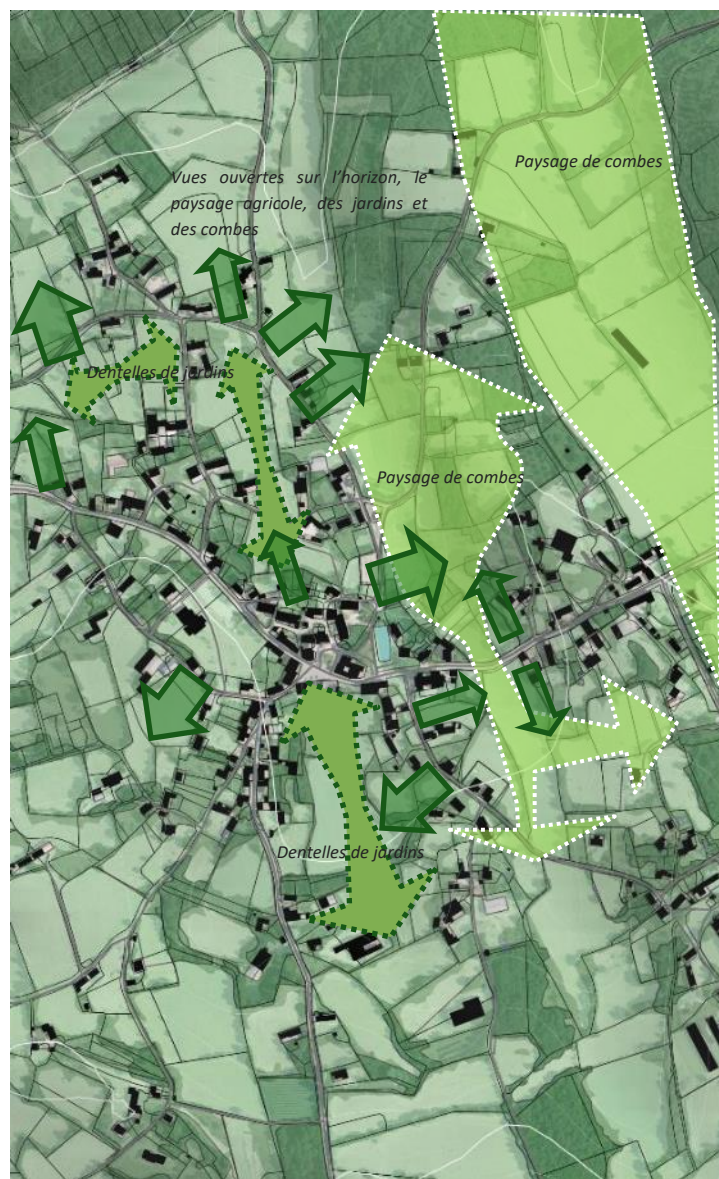 Paysage de combes
Vues ouvertes sur l'horizon, le
paysage agricole, des jardins et
des combes
Dentelles de jardins
Paysage de combes
Dentelles de jardins